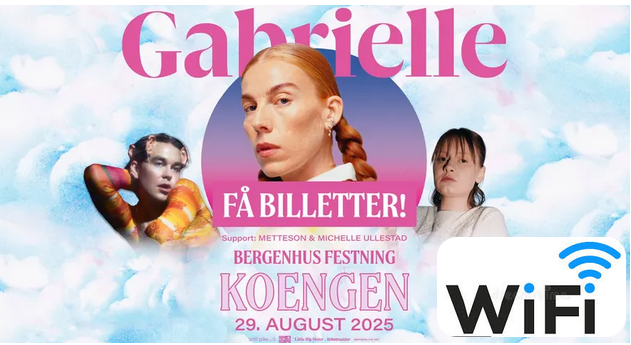 Gabrielle
FÅ BILLETTER!
Support: METTESON & MICHELLE ULLESTAD
BERGENHUS FESTNING
KOENGEN
29. AUGUST 2025
WiFi